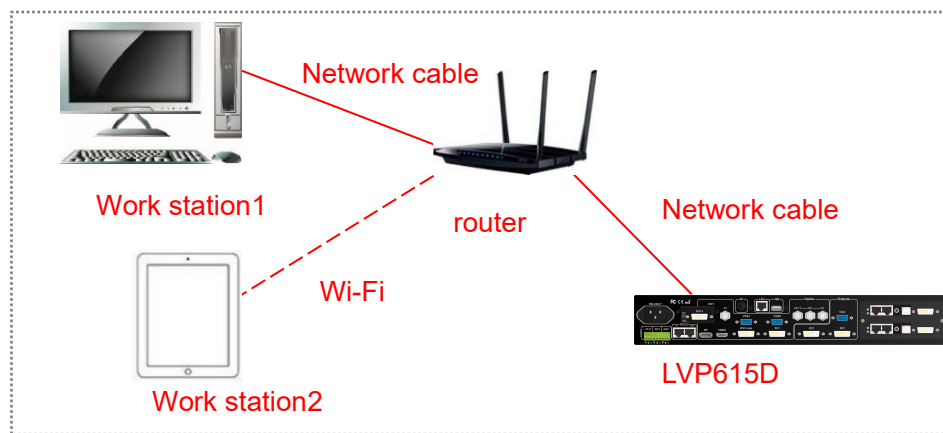 Network cable
Work station1
router
Network cable
Wi-Fi
Work station2
LVP615D